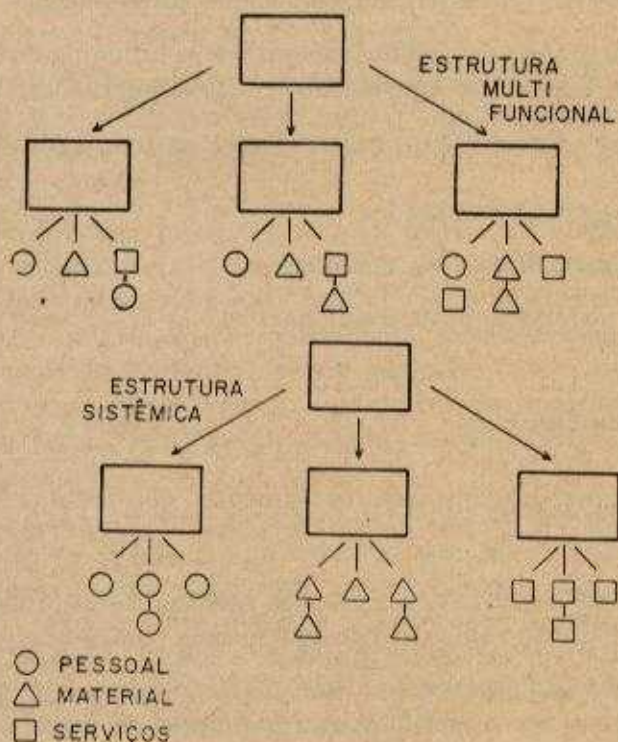 ESTRUTURA
MULTI
FUNCIONAL
ESTRUTURA
SISTÊMICA
PESSOAL
MATERIAL
SERVIÇOS